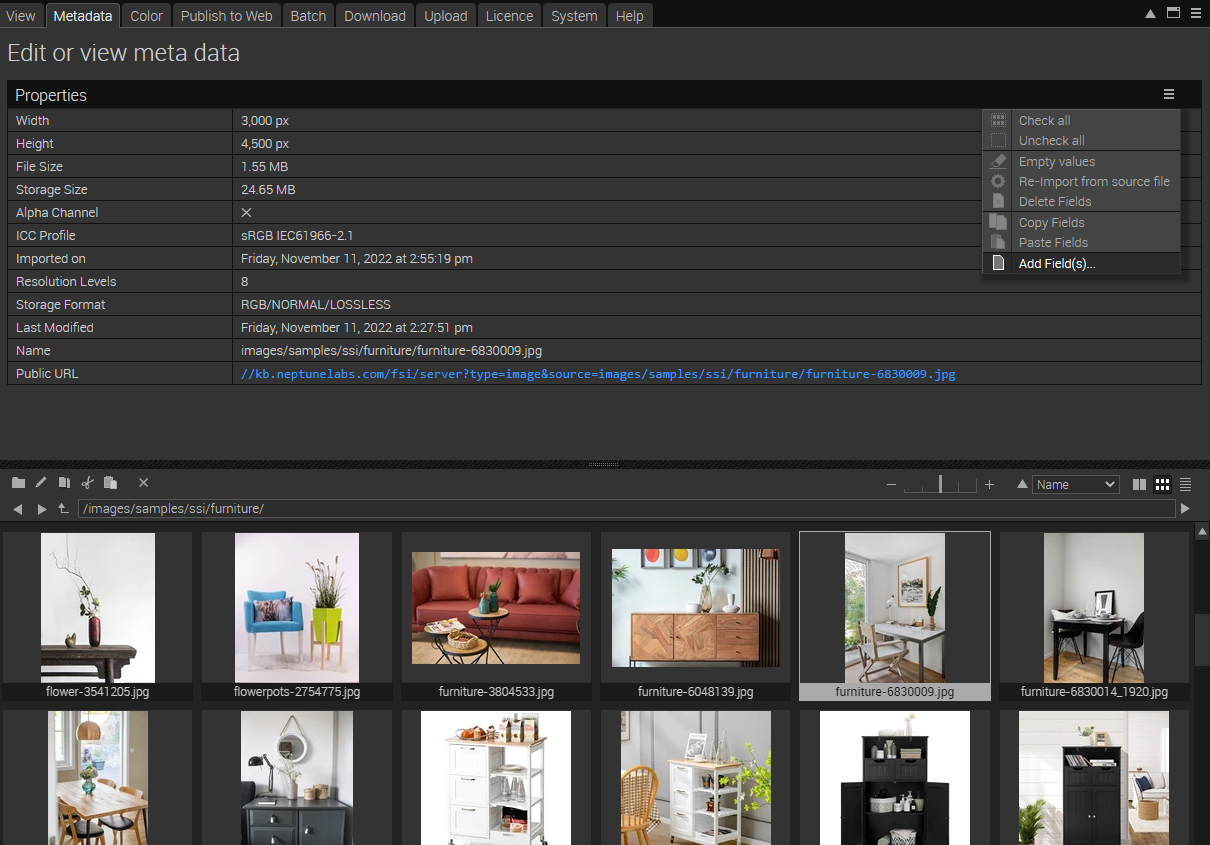 View Metadata Color Publish to Web Batch Download Upload Licence System Help
Edit or view meta data
Properties
Width 3,000 px
Height 4,500 px
File Size 1.55 MB
Storage Size 24.65 MB
Alpha Channel
ICC Profile sRGB IEC61966-2.1
Imported on Friday, November 11, 2022 at 2:55:19 pm
Resolution Levels 8
Storage Format RGB/NORMAL/LOSSLESS
Last Modified Friday, November 11, 2022 at 2:27:51 pm
Name images/samples/ssi/furniture/furniture-6830009.jpg
Public URL //kb.neptunelabs.com/fsi/server?type=image&source=images/samples/ssi/furniture/furniture-6830009.jpg
Check all
Uncheck all
Empty values
Re-Import from source file
Delete Fields
Copy Fields
Paste Fields
Add Field(s)...
Name
/images/samples/ssi/furniture/
flower-3541205.jpg flowerpots-2754775.jpg furniture-3804533.jpg furniture-6048139.jpg furniture-6830009.jpg furniture-6830014_1920.jpg